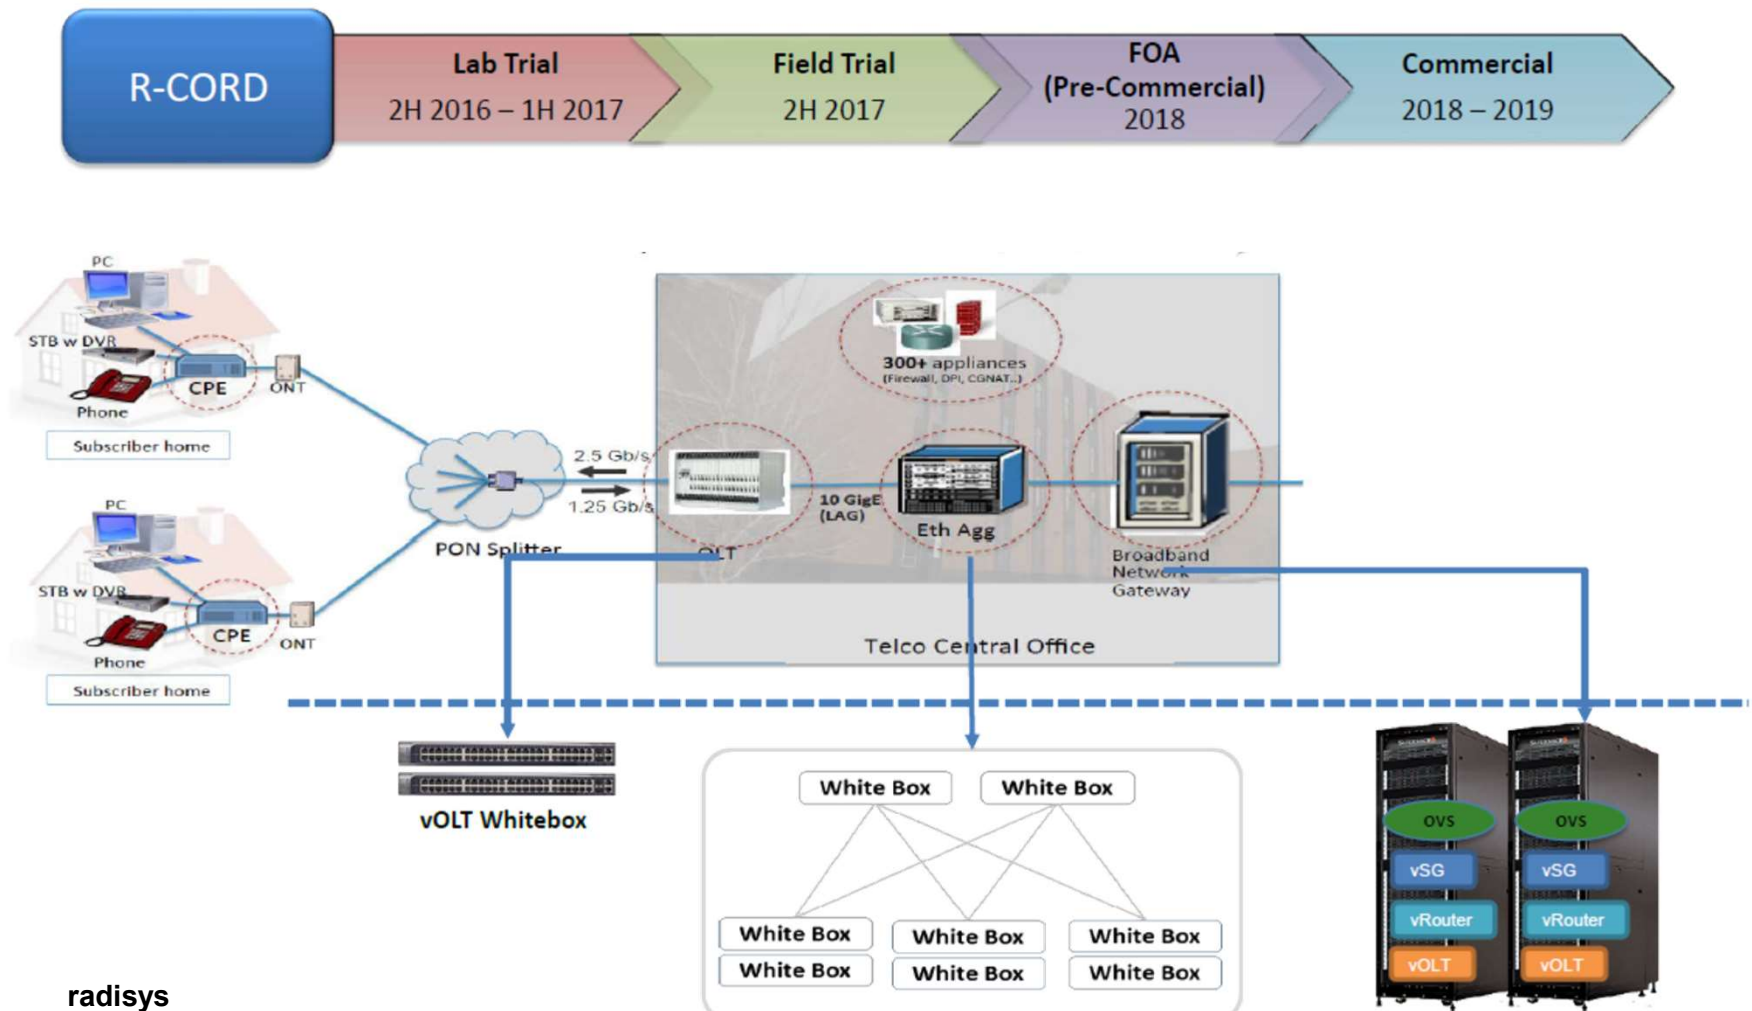 R-CORD
Lab Trial
2H 2016 – 1H 2017
Field Trial
2H 2017
FOA
(Pre-Commercial)
2018
Commercial
2018 – 2019
PC
STB w DVR
CPE
ONT
Phone
Subscriber home
PC
STB w DVR
CPE
ONT
Phone
Subscriber home
2.5 Gb/s
1.25 Gb/s
PON Splitter
300+ appliances
(Firewall, DPI, CGNAT..)
OLT
10 GigE
(LAG)
Eth Agg
Broadband
Network
Gateway
Telco Central Office
vOLT Whitebox
White Box
White Box
White Box
White Box
White Box
White Box
White Box
White Box
OVS
OVS
vSG
vSG
vRouter
vRouter
vOLT
vOLT
radisys